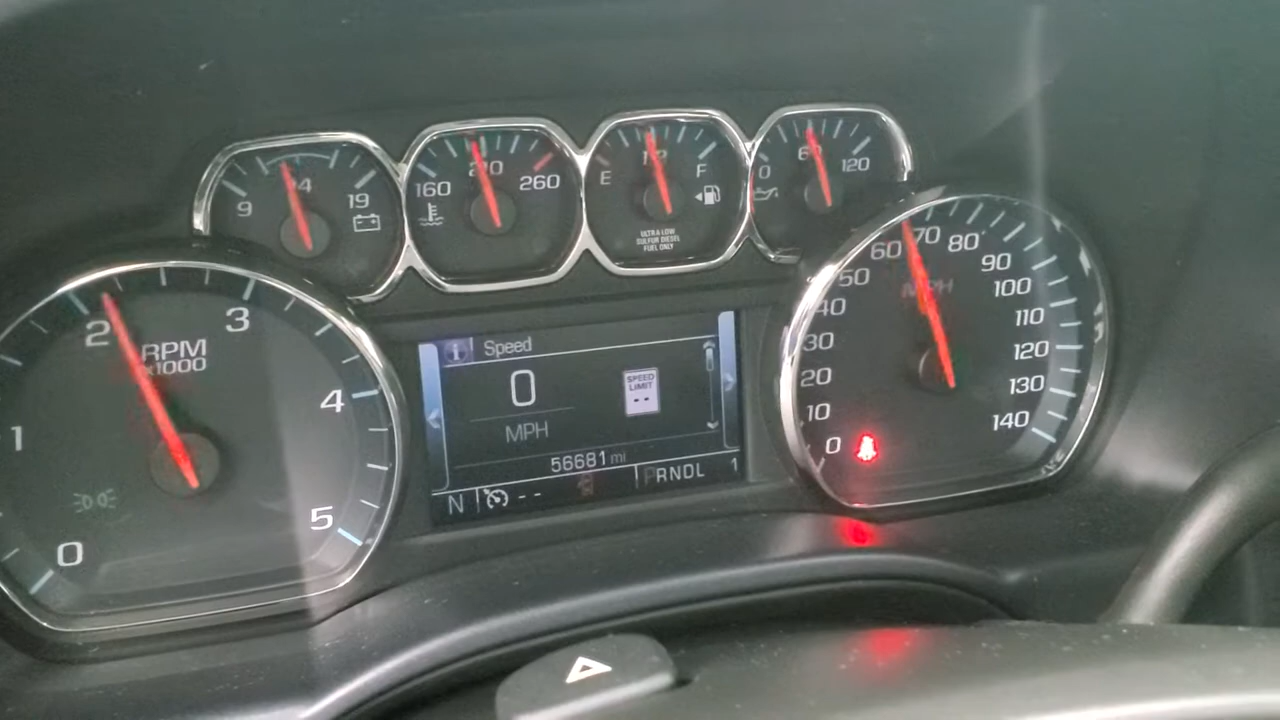 9 14 19
160 210 260
E 1/2 F
ULTRA LOW
SULFUR DIESEL
FUEL ONLY
0 60 120
0 1 2 3 4 5
RPM
x1000
Speed
0
MPH
SPEED
LIMIT
--
56681 mi
N -- PRNDL 1
0 10 20 30 40 50 60 70 80 90 100 110 120 130 140
MPH